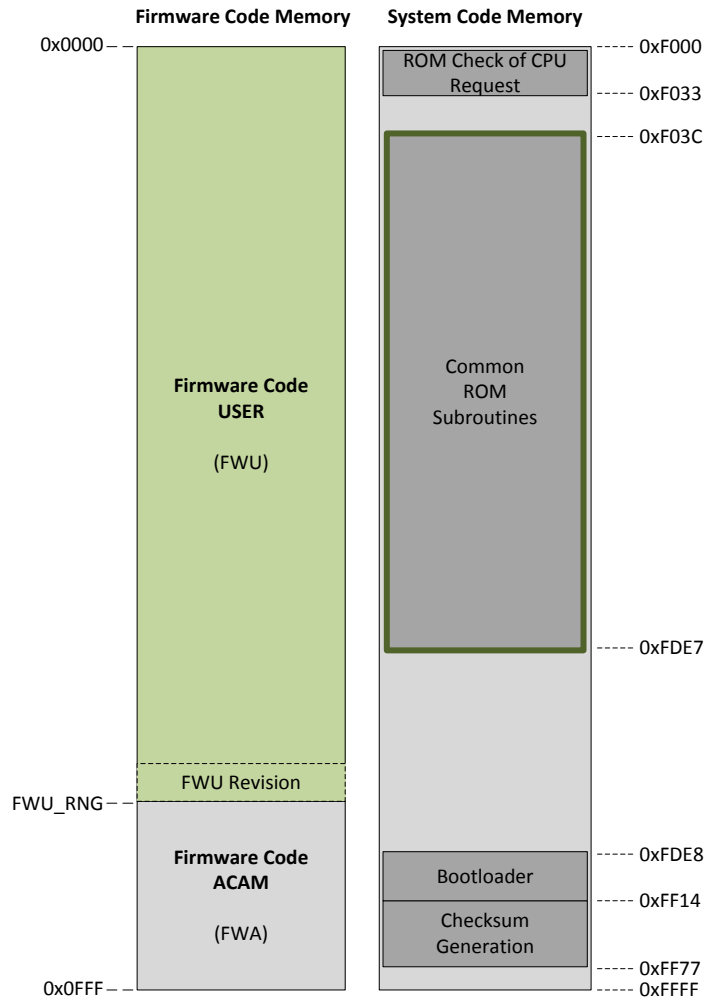 Firmware Code Memory
System Code Memory
0x0000
0xF000
ROM Check of CPU
Request
0xF033
0xF03C
Firmware Code
USER
(FWU)
Common
ROM
Subroutines
0xFDE7
FWU Revision
FWU_RNG
Firmware Code
ACAM
(FWA)
0xFDE8
Bootloader
0xFF14
Checksum
Generation
0xFF77
0x0FFF
0xFFFF